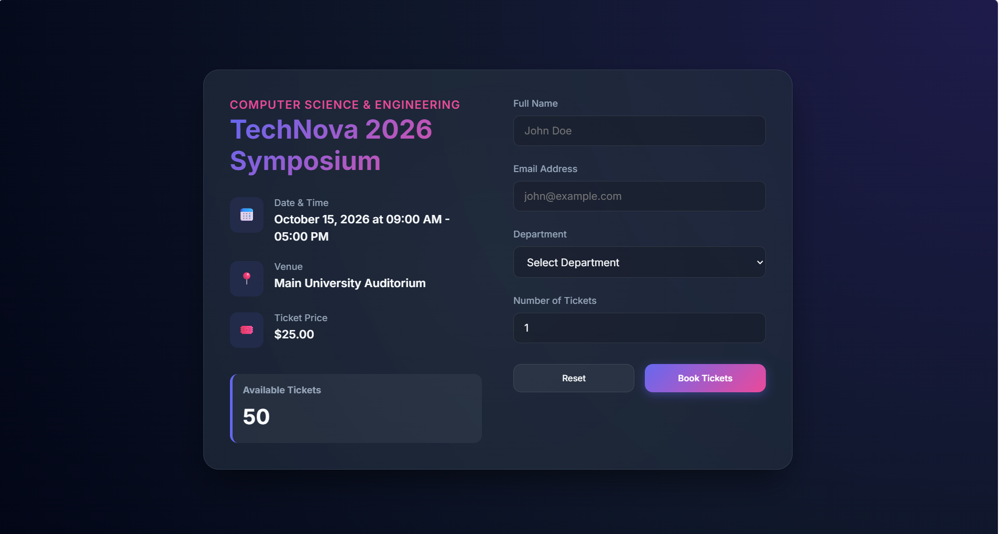 COMPUTER SCIENCE & ENGINEERING
TechNova 2026
Symposium
Date & Time
October 15, 2026 at 09:00 AM -
05:00 PM
Venue
Main University Auditorium
Ticket Price
$25.00
Available Tickets
50
Full Name
John Doe
Email Address
john@example.com
Department
Select Department
Number of Tickets
1
Reset
Book Tickets